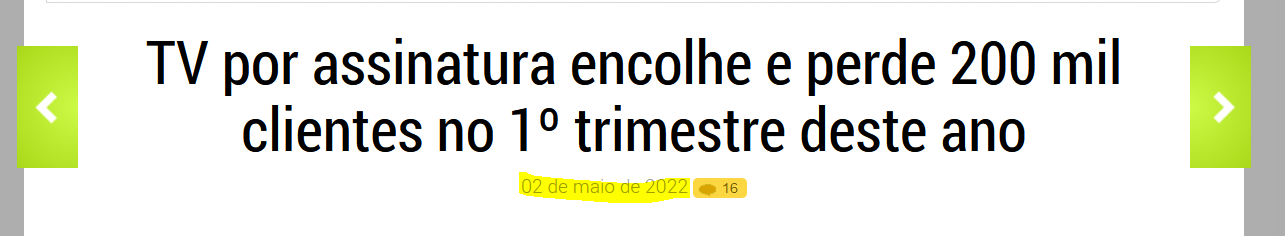 TV por assinatura encolhe e perde 200 mil
clientes no 1º trimestre deste ano
02 de maio de 2022 16